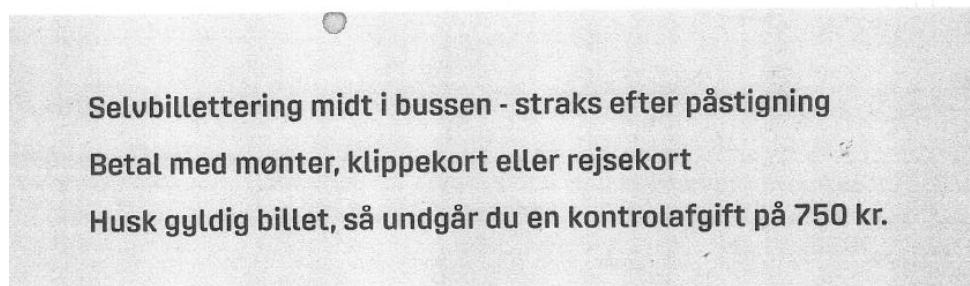 Selvbillettering midt i bussen - straks efter påstigning
Betal med mønter, klippekort eller rejsekort
Husk gyldig billet, så undgår du en kontrolafgift på 750 kr.